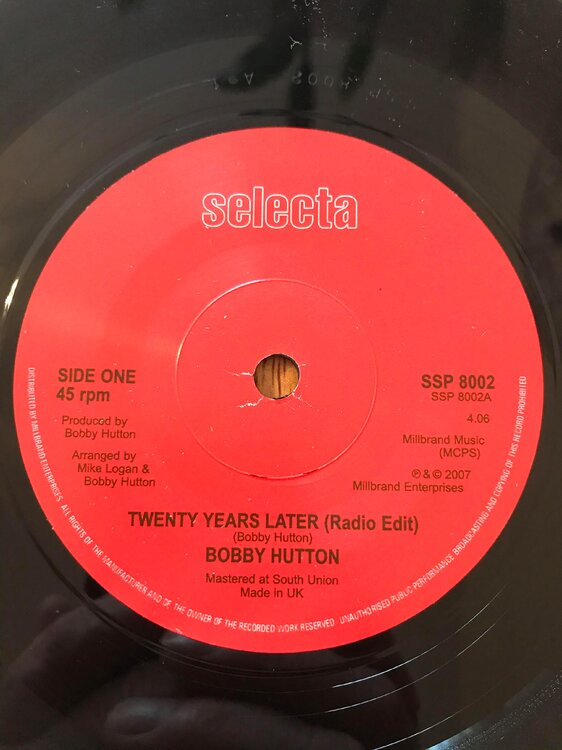 selecta
SIDE ONE
45 rpm
Produced by
Bobby Hutton
Arranged by
Mike Logan &
Bobby Hutton
SSP 8002
SSP 8002A
4.06
Millbrand Music
(MCPS)
℗ & © 2007
Millbrand Enterprises
TWENTY YEARS LATER (Radio Edit)
(Bobby Hutton)
BOBBY HUTTON
Mastered at South Union
Made in UK
DISTRIBUTED BY MILLBRAND ENTERPRISES. ALL RIGHTS OF THE MANUFACTURER AND OF THE OWNER OF THE RECORDED WORK RESERVED. UNAUTHORISED PUBLIC PERFORMANCE BROADCASTING AND COPYING OF THIS RECORD PROHIBITED